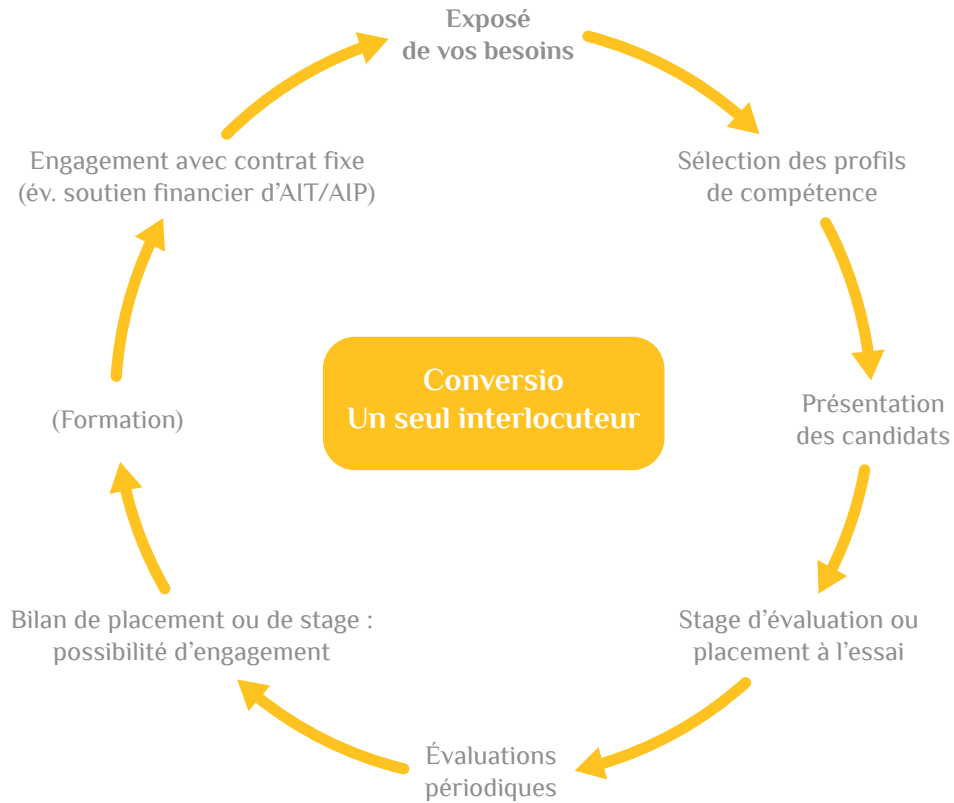 Exposé
de vos besoins
Sélection des profils
de compétence
Présentation
des candidats
Stage d’évaluation ou
placement à l’essai
Évaluations
périodiques
Bilan de placement ou de stage :
possibilité d’engagement
(Formation)
Engagement avec contrat fixe
(év. soutien financier d’AIT/AIP)
Conversio
Un seul interlocuteur